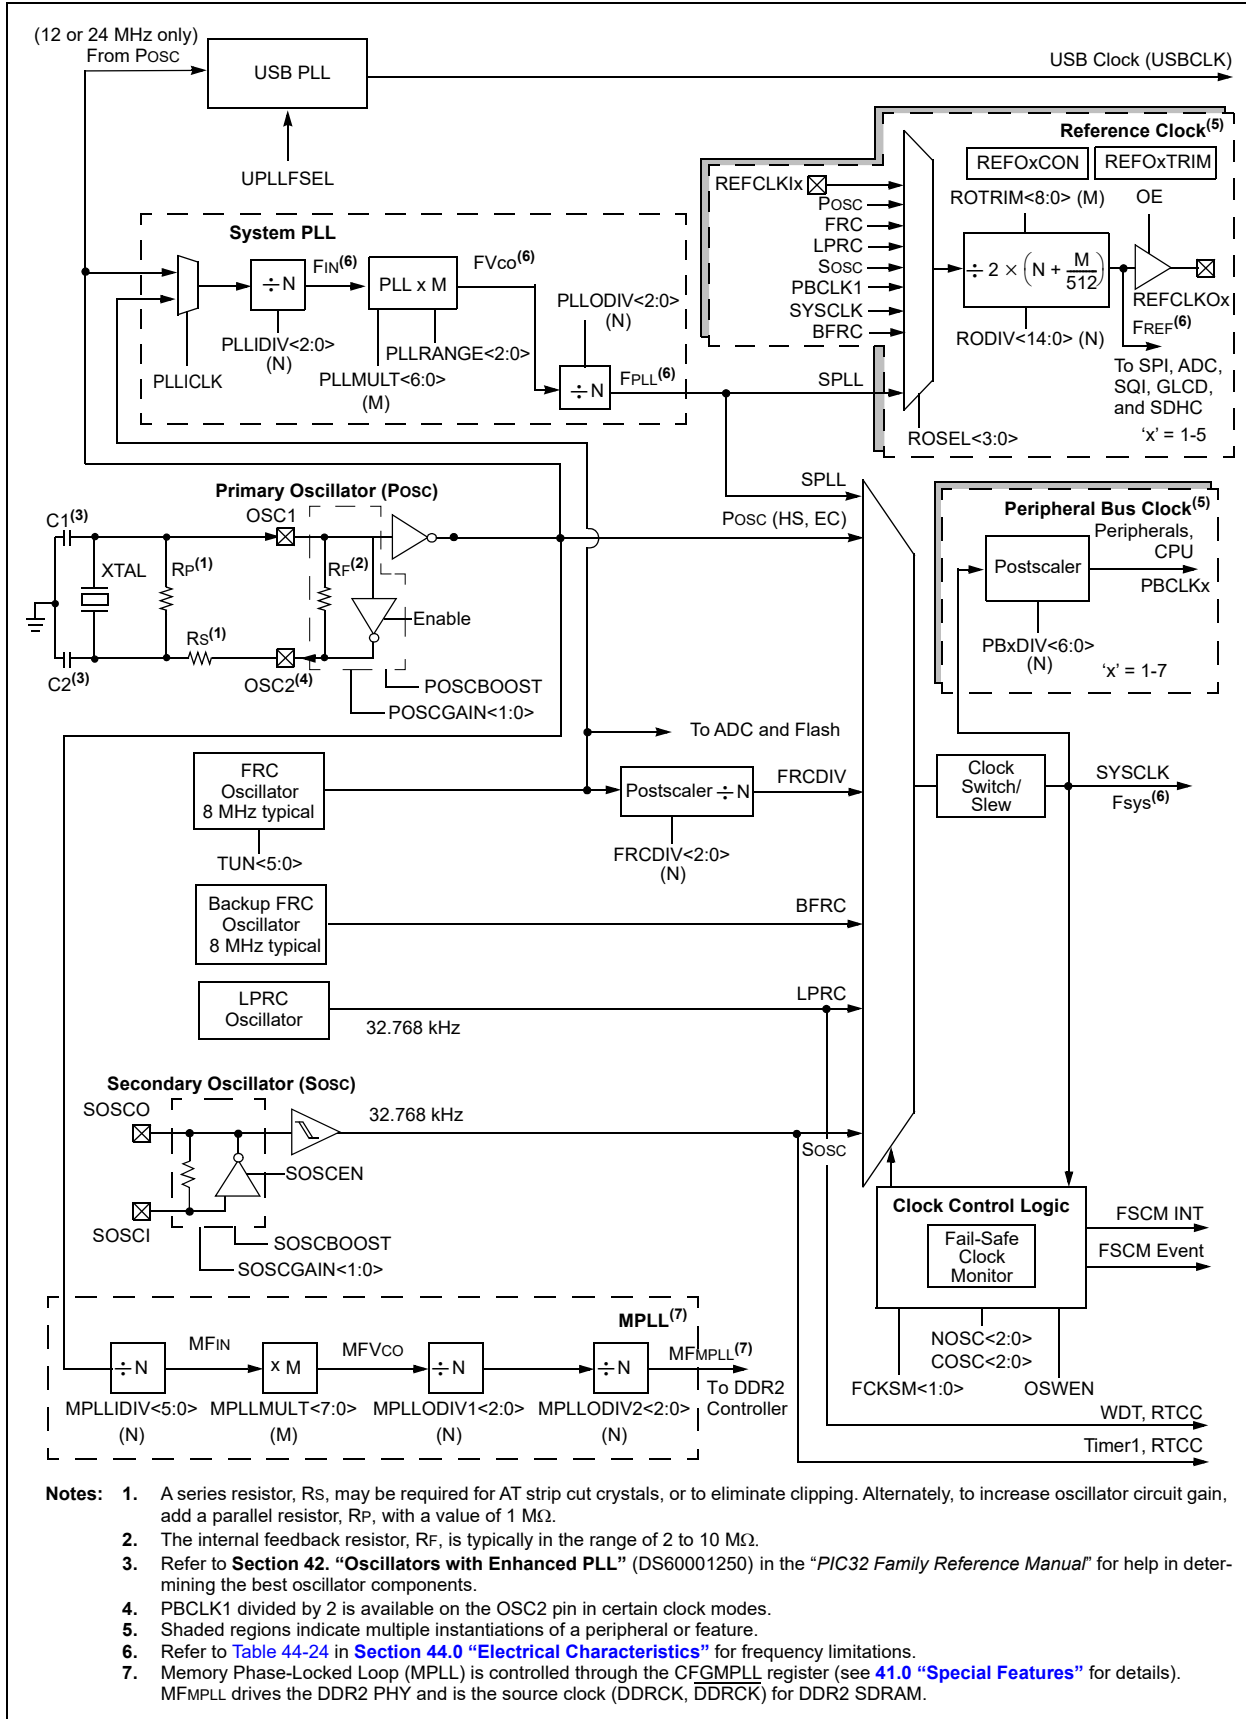 (12 or 24 MHz only)
From POSC
USB PLL
USB Clock (USBCLK)
UPLLFSEL
Reference Clock(5)
REFOxCON
REFOxTRIM
REFCLKIx
POSC
FRC
LPRC
SOSC
PBCLK1
SYSCLK
BFRC
ROTRIM<8:0> (M)
OE
÷ 2 × (N + M/512)
REFCLKOx
FREF(6)
RODIV<14:0> (N)
To SPI, ADC,
SQI, GLCD,
and SDHC
'x' = 1-5
SPLL
ROSEL<3:0>
System PLL
FIN(6)
FVco(6)
÷ N
PLL x M
PLLODIV<2:0>
(N)
PLLIDIV<2:0>
(N)
PLLRANGE<2:0>
PLLICLK
PLLMULT<6:0>
(M)
÷ N
FPLL(6)
Primary Oscillator (POSC)
C1(3)
OSC1
SPLL
POSC (HS, EC)
XTAL
RP(1)
RF(2)
Enable
RS(1)
C2(3)
OSC2(4)
POSCBOOST
POSCGAIN<1:0>
Peripheral Bus Clock(5)
Peripherals,
CPU
Postscaler
PBCLKx
PBxDIV<6:0>
(N)
'x' = 1-7
To ADC and Flash
FRC
Oscillator
8 MHz typical
Postscaler ÷ N
FRCDIV
TUN<5:0>
FRCDIV<2:0>
(N)
Clock
Switch/
Slew
SYSCLK
Fsys(6)
Backup FRC
Oscillator
8 MHz typical
BFRC
LPRC
Oscillator
32.768 kHz
LPRC
Secondary Oscillator (SOSC)
SOSCO
32.768 kHz
SOSC
SOSCEN
SOSCI
SOSCBOOST
SOSCGAIN<1:0>
Clock Control Logic
Fail-Safe
Clock
Monitor
FSCM INT
FSCM Event
NOSC<2:0>
COSC<2:0>
FCKSM<1:0>
OSWEN
WDT, RTCC
Timer1, RTCC
MPLL(7)
MFIN
MFVCO
MFMPLL(7)
÷ N
x M
÷ N
÷ N
To DDR2
Controller
MPLLIDIV<5:0>
(N)
MPLLMULT<7:0>
(M)
MPLLODIV1<2:0>
(N)
MPLLODIV2<2:0>
(N)
Notes: 1. A series resistor, RS, may be required for AT strip cut crystals, or to eliminate clipping. Alternately, to increase oscillator circuit gain,
add a parallel resistor, RP, with a value of 1 MΩ.
2. The internal feedback resistor, RF, is typically in the range of 2 to 10 MΩ.
3. Refer to Section 42. “Oscillators with Enhanced PLL” (DS60001250) in the “PIC32 Family Reference Manual” for help in deter-
mining the best oscillator components.
4. PBCLK1 divided by 2 is available on the OSC2 pin in certain clock modes.
5. Shaded regions indicate multiple instantiations of a peripheral or feature.
6. Refer to Table 44-24 in Section 44.0 “Electrical Characteristics” for frequency limitations.
7. Memory Phase-Locked Loop (MPLL) is controlled through the CFGMPLL register (see 41.0 “Special Features” for details).
MFMPLL drives the DDR2 PHY and is the source clock (DDRCK, DDRCK) for DDR2 SDRAM.